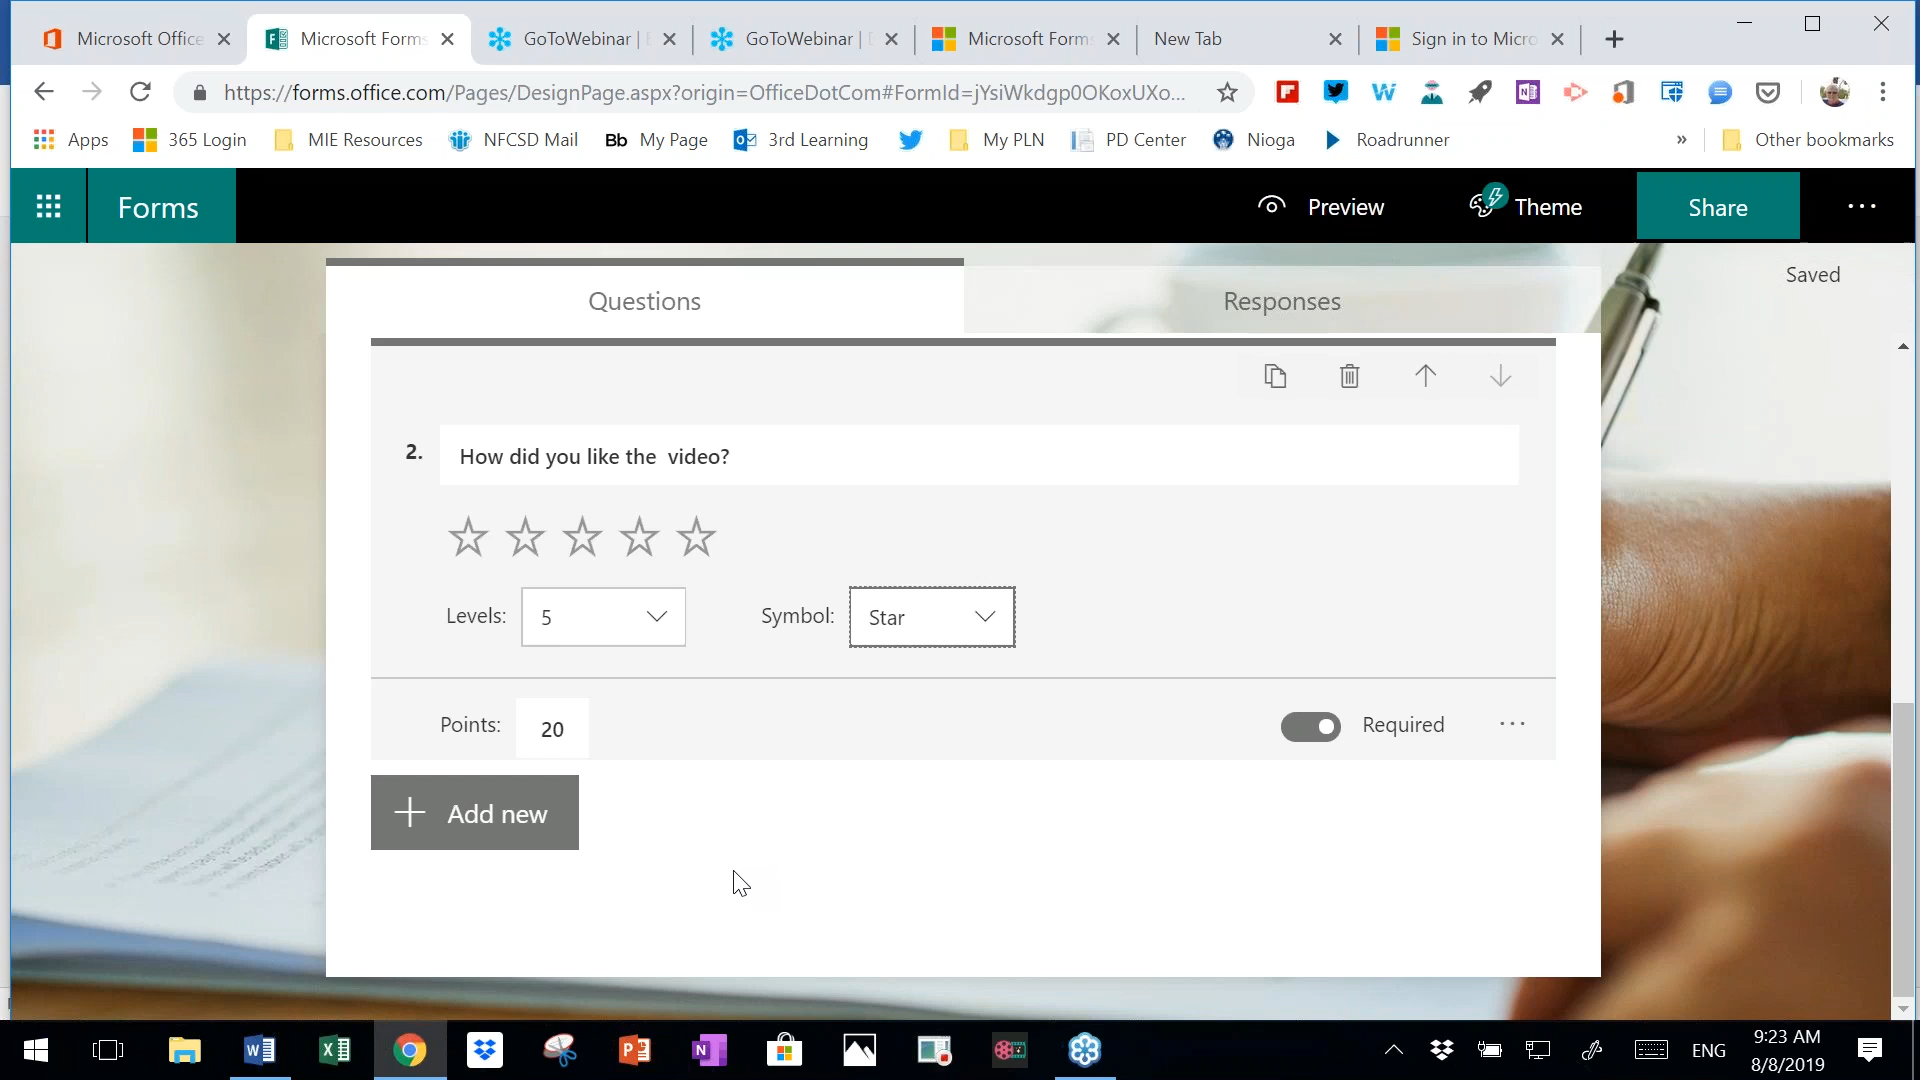 Microsoft Office
Microsoft Forms
GoToWebinar |
GoToWebinar |
Microsoft Forms
New Tab
Sign in to Micro
https://forms.office.com/Pages/DesignPage.aspx?origin=OfficeDotCom#FormId=jYsiWkdgp0OKoxUXo...
Apps
365 Login
MIE Resources
NFCSD Mail
Bb My Page
3rd Learning
My PLN
PD Center
Nioga
Roadrunner
»
Other bookmarks
Forms
Preview
Theme
Share
...
Questions
Responses
Saved
2. How did you like the  video?
Levels: 5
Symbol: Star
Points: 20
Required
...
+ Add new
ENG
9:23 AM
8/8/2019